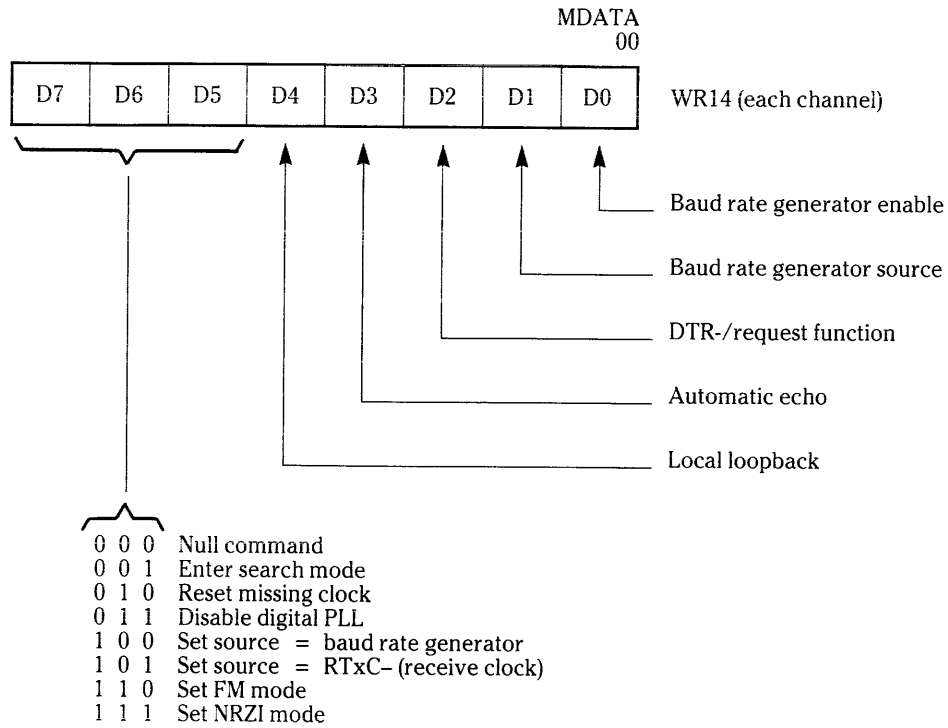 MDATA
00
D7 D6 D5 D4 D3 D2 D1 D0 WR14 (each channel)
Baud rate generator enable
Baud rate generator source
DTR-/request function
Automatic echo
Local loopback
0 0 0 Null command
0 0 1 Enter search mode
0 1 0 Reset missing clock
0 1 1 Disable digital PLL
1 0 0 Set source = baud rate generator
1 0 1 Set source = RTxC- (receive clock)
1 1 0 Set FM mode
1 1 1 Set NRZI mode